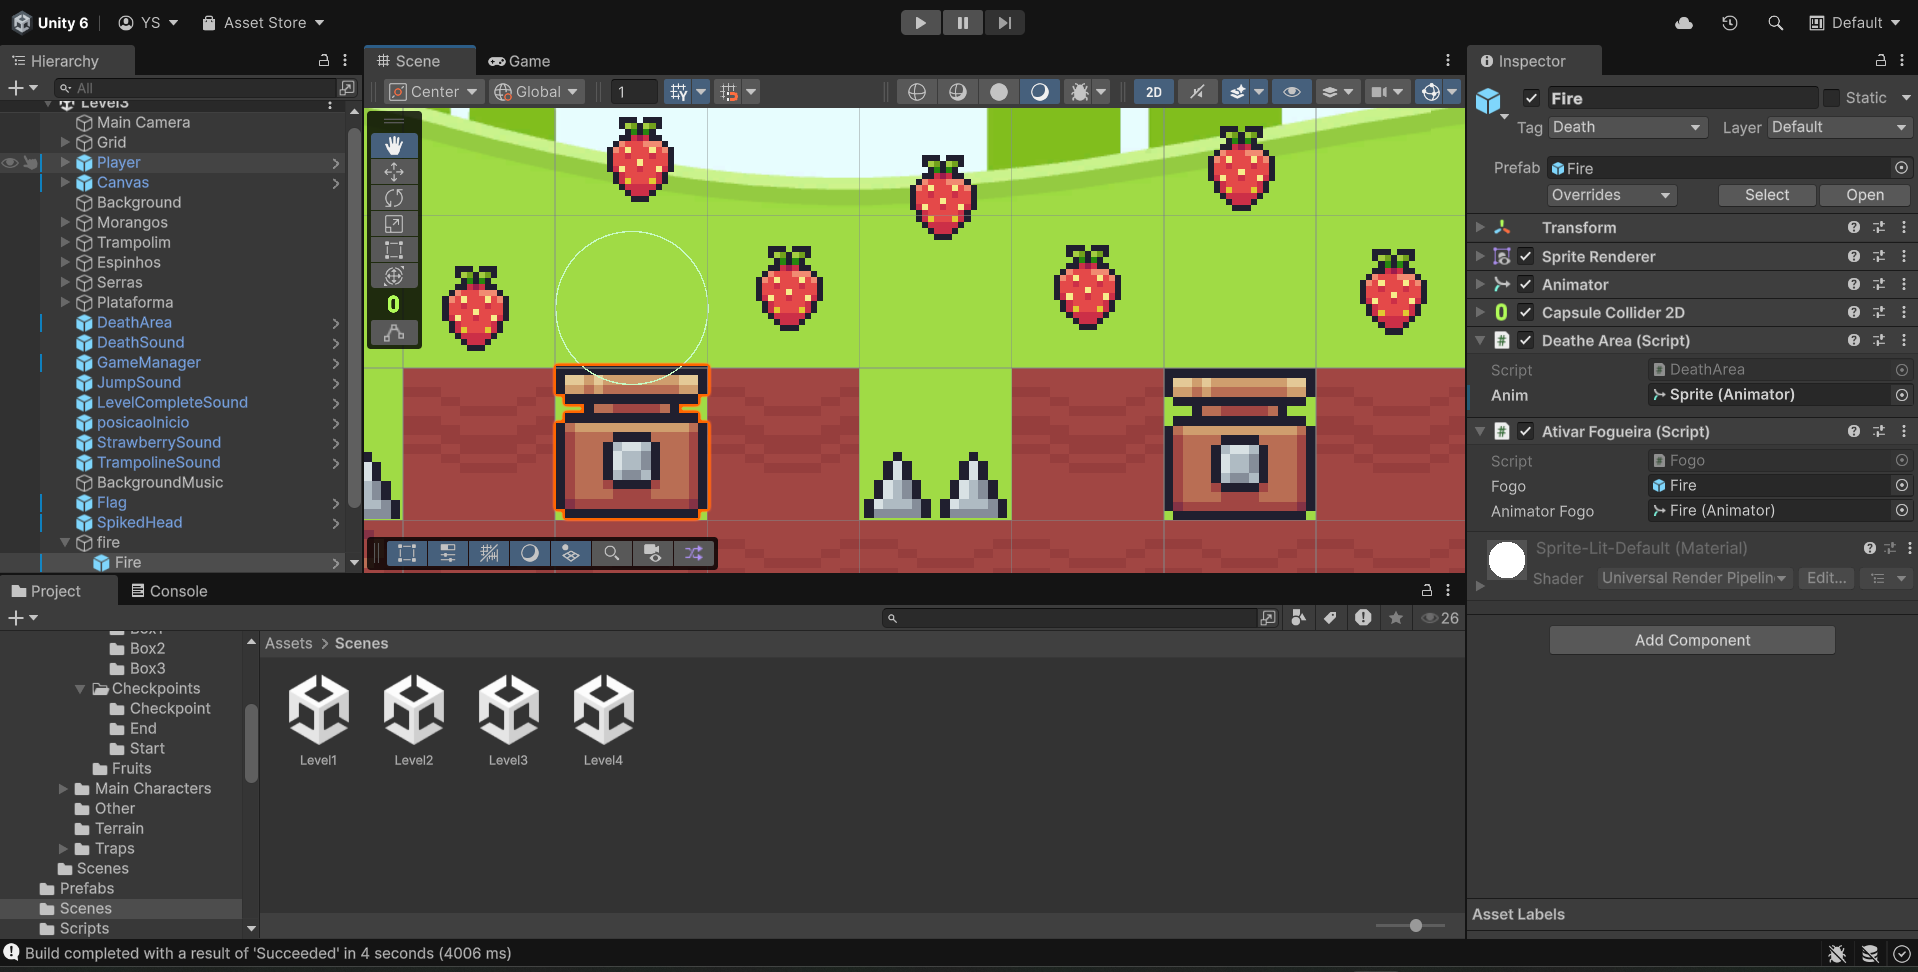 Unity 6
YS
Asset Store
Default
Hierarchy
All
Level3
Main Camera
Grid
Player
Canvas
Background
Morangos
Trampolim
Espinhos
Serras
Plataforma
DeathArea
DeathSound
GameManager
JumpSound
LevelCompleteSound
posicaoInicio
StrawberrySound
TrampolineSound
BackgroundMusic
Flag
SpikedHead
fire
Fire
Scene
Game
Center
Global
1
2D
Inspector
Fire
Static
Tag
Death
Layer
Default
Prefab
Fire
Overrides
Select
Open
Transform
Sprite Renderer
Animator
Capsule Collider 2D
Deathe Area (Script)
Script
DeathArea
Anim
Sprite (Animator)
Ativar Fogueira (Script)
Script
Fogo
Fogo
Fire
Animator Fogo
Fire (Animator)
Sprite-Lit-Default (Material)
Shader
Universal Render Pipelin
Edit...
Add Component
Asset Labels
Project
Console
26
Box1
Box2
Box3
Checkpoints
Checkpoint
End
Start
Fruits
Main Characters
Other
Terrain
Traps
Scenes
Prefabs
Scenes
Scripts
Assets > Scenes
Level1
Level2
Level3
Level4
Build completed with a result of 'Succeeded' in 4 seconds (4006 ms)